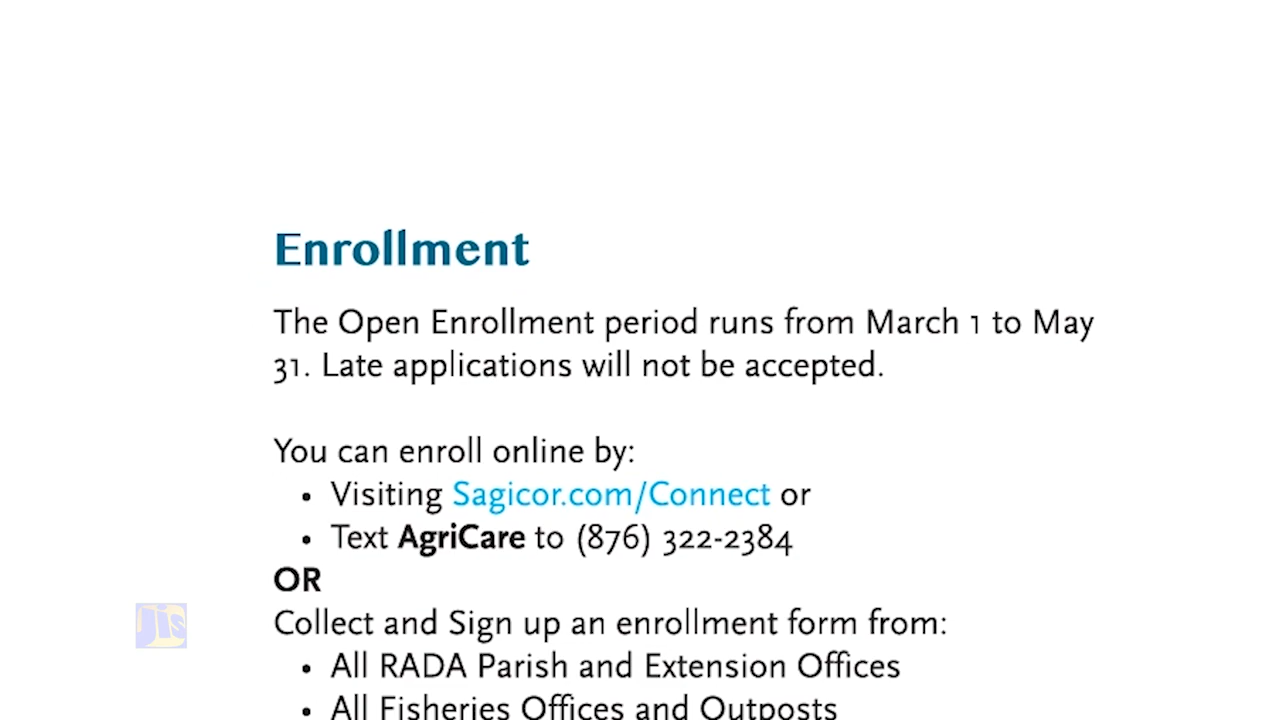 Enrollment
The Open Enrollment period runs from March 1 to May
31. Late applications will not be accepted.
You can enroll online by:
• Visiting Sagicor.com/Connect or
• Text AgriCare to (876) 322-2384
OR
Collect and Sign up an enrollment form from:
• All RADA Parish and Extension Offices
• All Fisheries Offices and Outposts
Jis